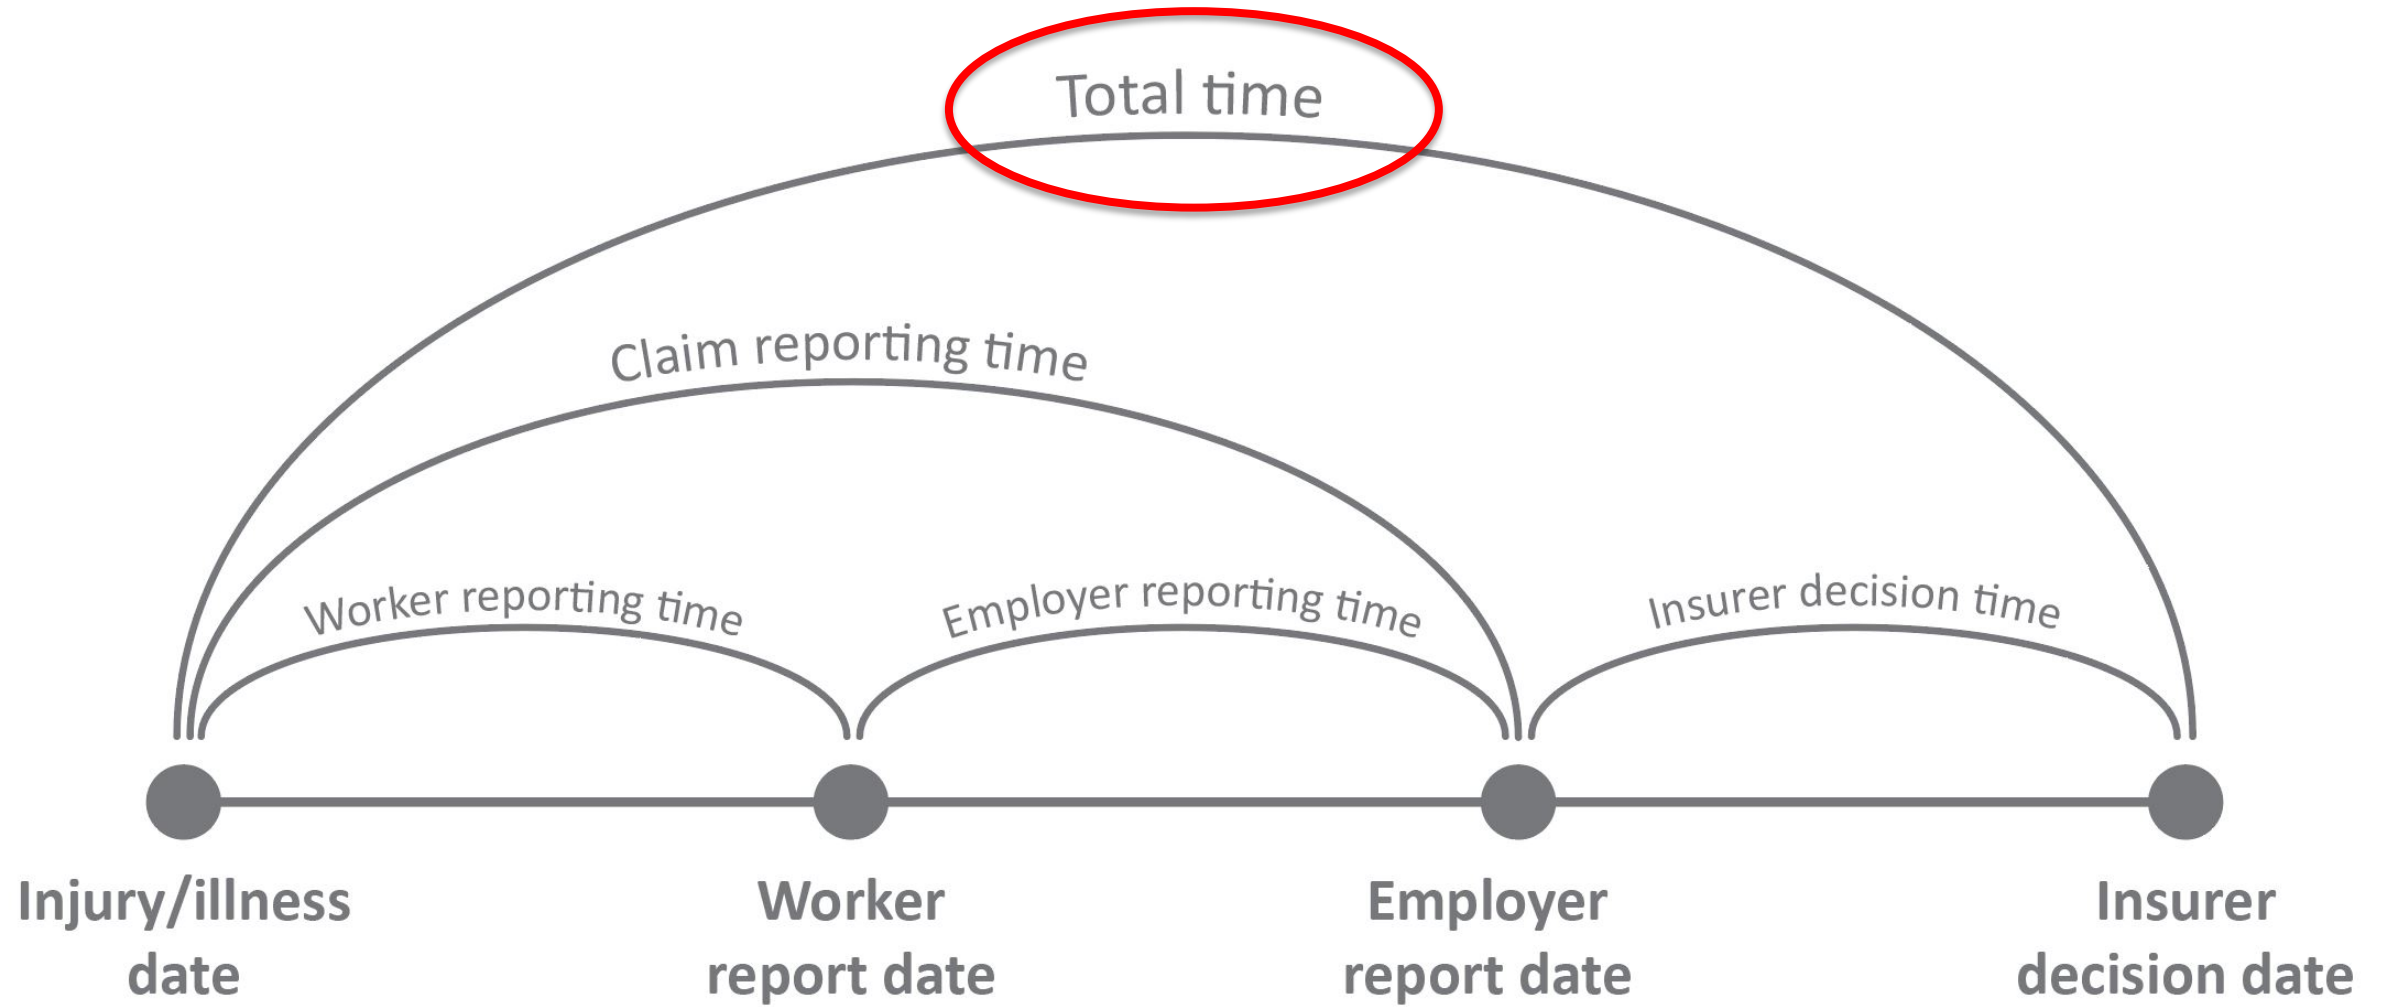 Total time
Claim reporting time
Worker reporting time
Employer reporting time
Insurer decision time
Injury/illness
date
Worker
report date
Employer
report date
Insurer
decision date